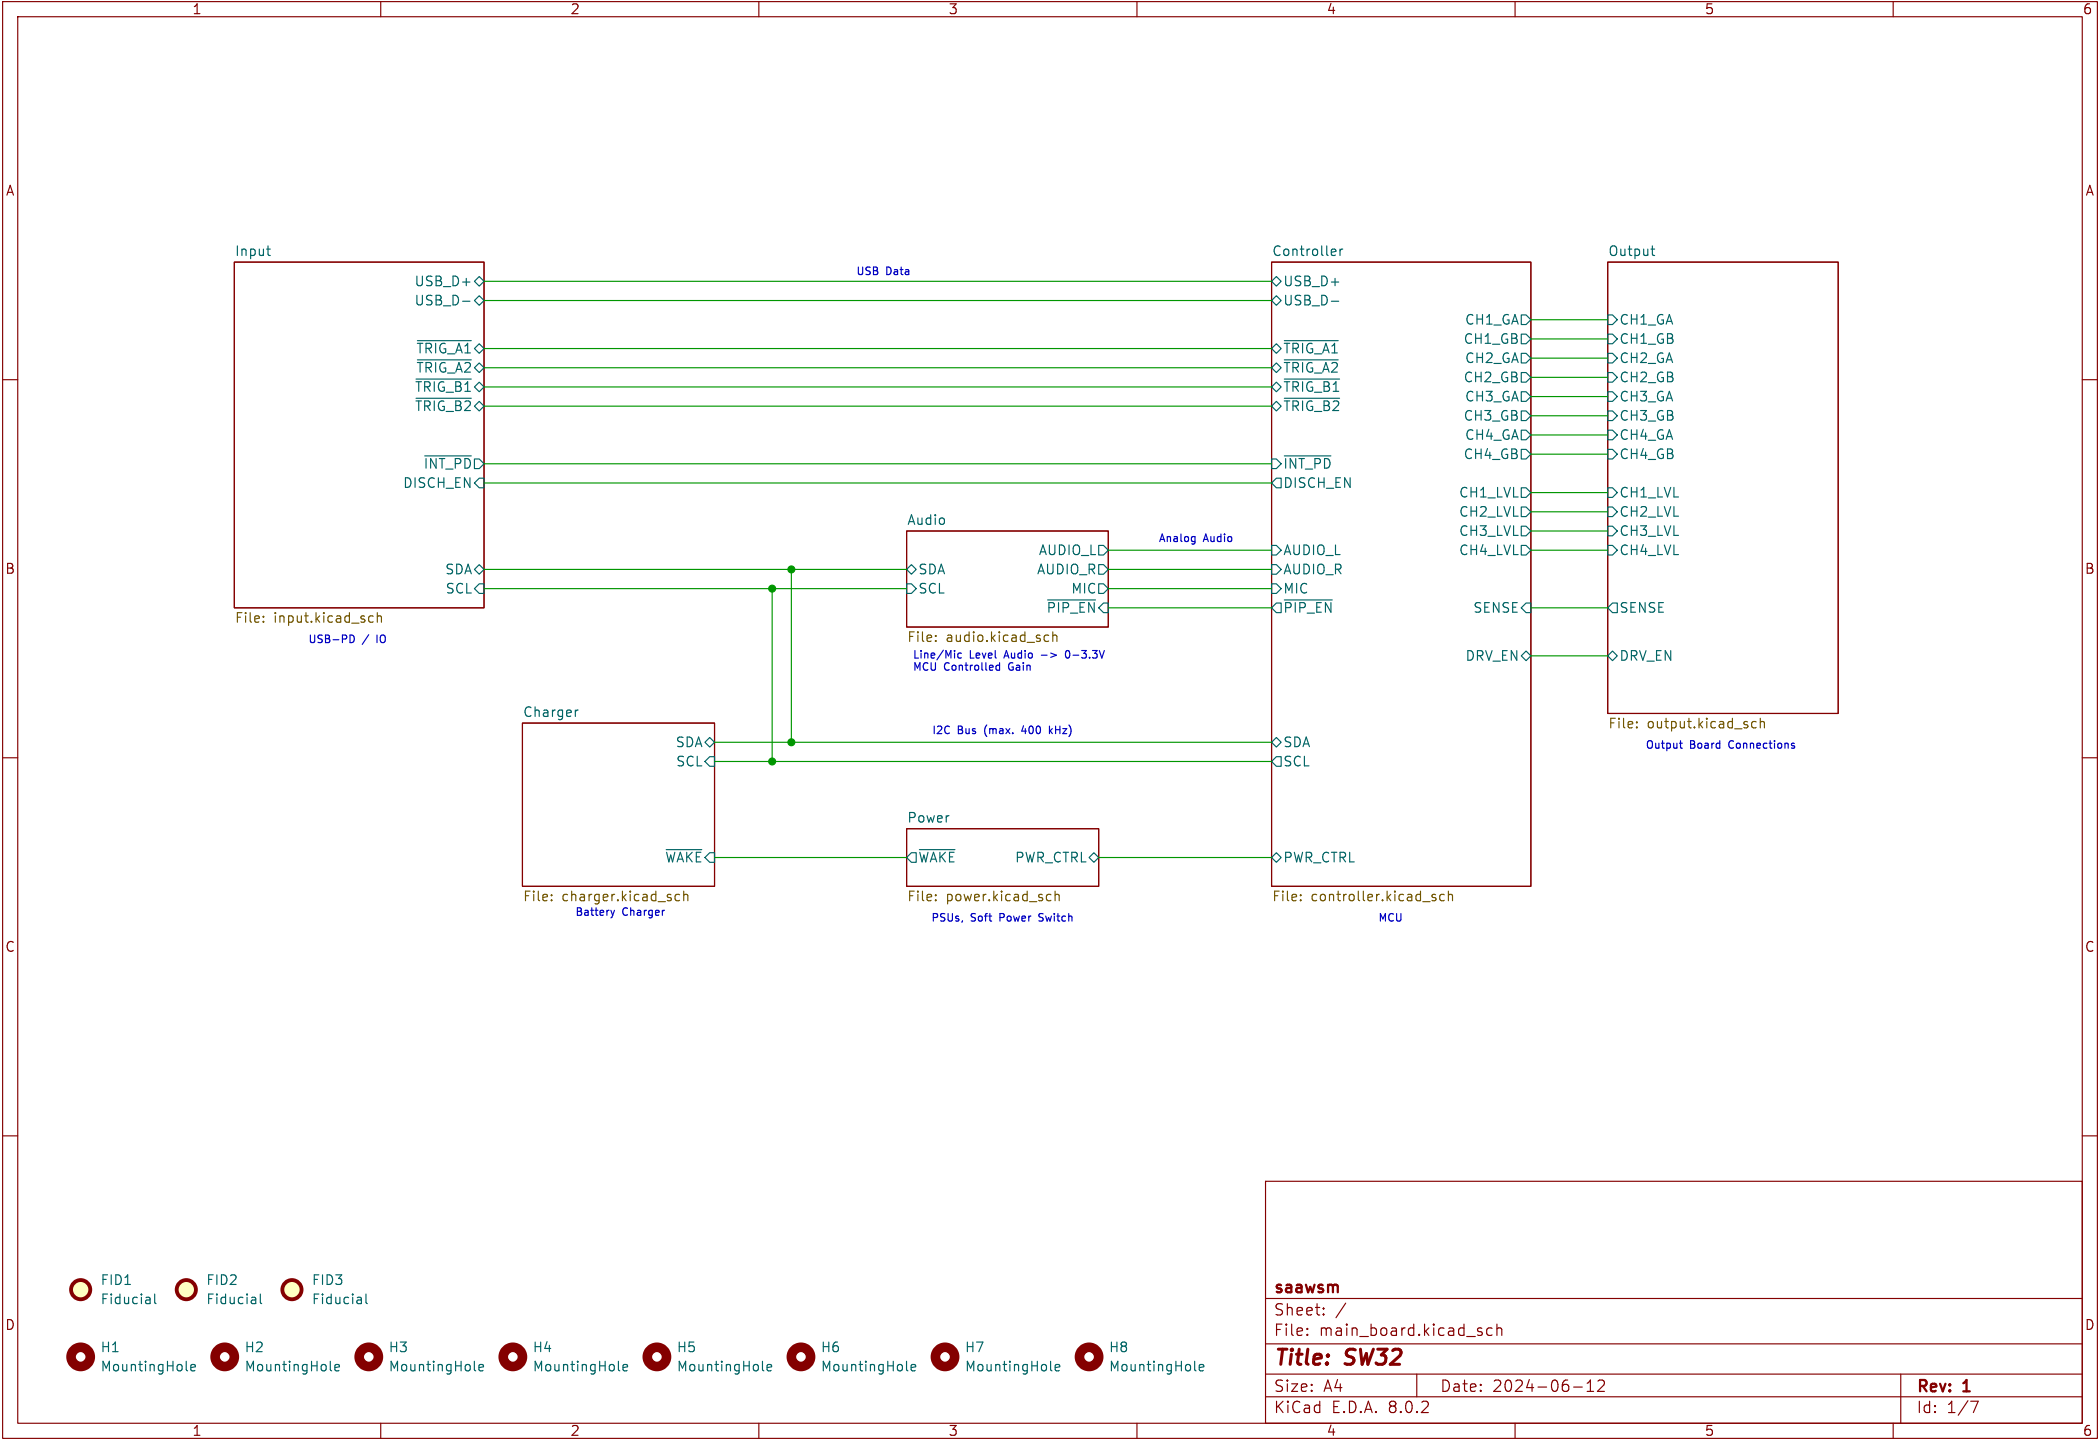 1 2 3 4 5 6
A A
B B
C C
D D
Input
USB_D+
USB_D-
TRIG_A1
TRIG_A2
TRIG_B1
TRIG_B2
INT_PD
DISCH_EN
SDA
SCL
File: input.kicad_sch
USB-PD / IO
USB Data
Audio
SDA
SCL
AUDIO_L
AUDIO_R
MIC
PIP_EN
File: audio.kicad_sch
Line/Mic Level Audio -> 0-3.3V
MCU Controlled Gain
Analog Audio
Charger
SDA
SCL
WAKE
File: charger.kicad_sch
Battery Charger
I2C Bus (max. 400 kHz)
Power
WAKE
PWR_CTRL
File: power.kicad_sch
PSUs, Soft Power Switch
Controller
USB_D+
USB_D-
TRIG_A1
TRIG_A2
TRIG_B1
TRIG_B2
INT_PD
DISCH_EN
AUDIO_L
AUDIO_R
MIC
PIP_EN
SDA
SCL
PWR_CTRL
CH1_GA
CH1_GB
CH2_GA
CH2_GB
CH3_GA
CH3_GB
CH4_GA
CH4_GB
CH1_LVL
CH2_LVL
CH3_LVL
CH4_LVL
SENSE
DRV_EN
File: controller.kicad_sch
MCU
Output
CH1_GA
CH1_GB
CH2_GA
CH2_GB
CH3_GA
CH3_GB
CH4_GA
CH4_GB
CH1_LVL
CH2_LVL
CH3_LVL
CH4_LVL
SENSE
DRV_EN
File: output.kicad_sch
Output Board Connections
FID1
Fiducial
FID2
Fiducial
FID3
Fiducial
H1
MountingHole
H2
MountingHole
H3
MountingHole
H4
MountingHole
H5
MountingHole
H6
MountingHole
H7
MountingHole
H8
MountingHole
saawsm
Sheet: /
File: main_board.kicad_sch
Title: SW32
Size: A4 Date: 2024-06-12 Rev: 1
KiCad E.D.A. 8.0.2 Id: 1/7
1 2 3 4 5 6